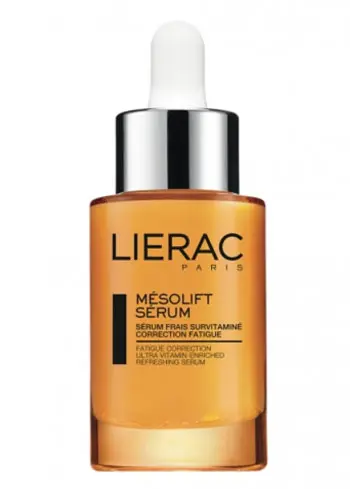 LIERAC
PARIS
MÉSOLIFT
SÉRUM
SÉRUM FRAIS SURVITAMINÉ
CORRECTION FATIGUE
FATIGUE CORRECTION
ULTRA VITAMIN-ENRICHED
REFRESHING SERUM